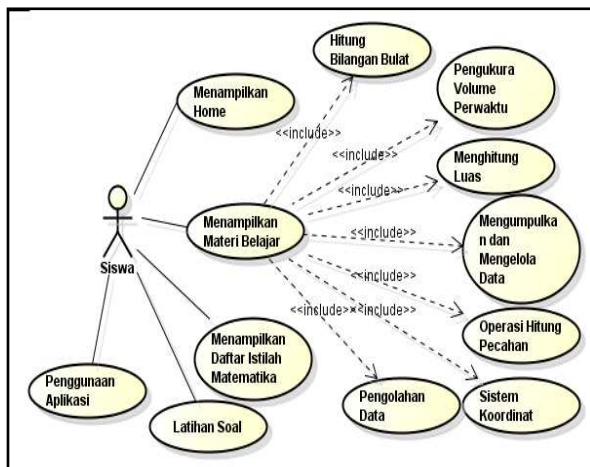 Hitung
Bilangan Bulat
Pengukura
Volume
Perwaktu
Menampilkan
Home
<<include>>
<<include>>
Menghitung
Luas
<<include>>
Menampilkan
Materi Belajar
<<include>>
Mengumpulka
n dan
Mengelola
Data
Siswa
<<include>>
<<include>>
<<include>>
Operasi Hitung
Pecahan
Menampilkan
Daftar Istilah
Matematika
Penggunaan
Aplikasi
Latihan Soal
Pengolahan
Data
Sistem
Koordinat